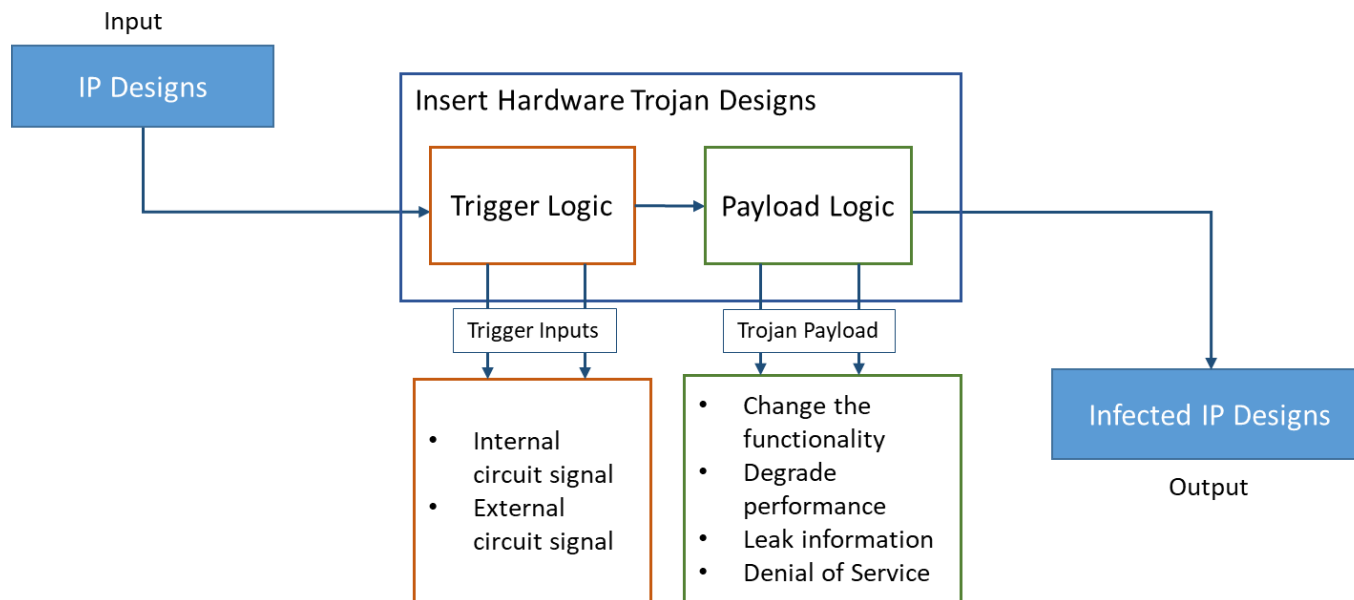 Input
IP Designs
Insert Hardware Trojan Designs
Trigger Logic
Payload Logic
Trigger Inputs
Trojan Payload
• Internal
circuit signal
• External
circuit signal
• Change the
functionality
• Degrade
performance
• Leak information
• Denial of Service
Infected IP Designs
Output